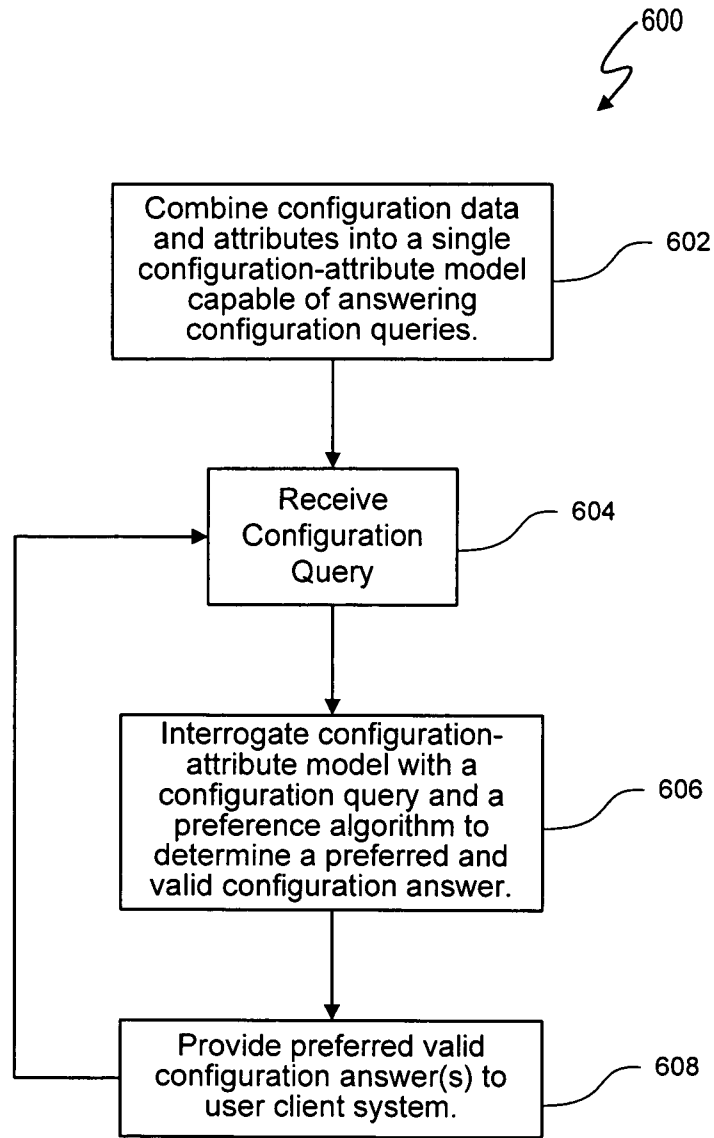 600
Combine configuration data
and attributes into a single
configuration-attribute model
capable of answering
configuration queries.
602
Receive
Configuration
Query
604
Interrogate configuration-
attribute model with a
configuration query and a
preference algorithm to
determine a preferred and
valid configuration answer.
606
Provide preferred valid
configuration answer(s) to
user client system.
608